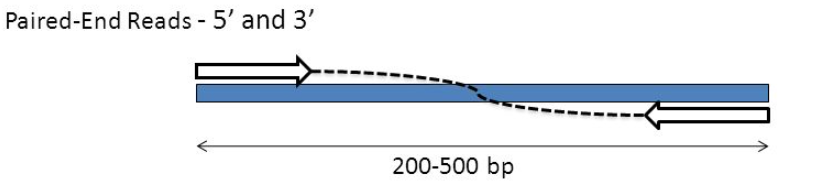 Paired-End Reads - 5’ and 3’
200-500 bp